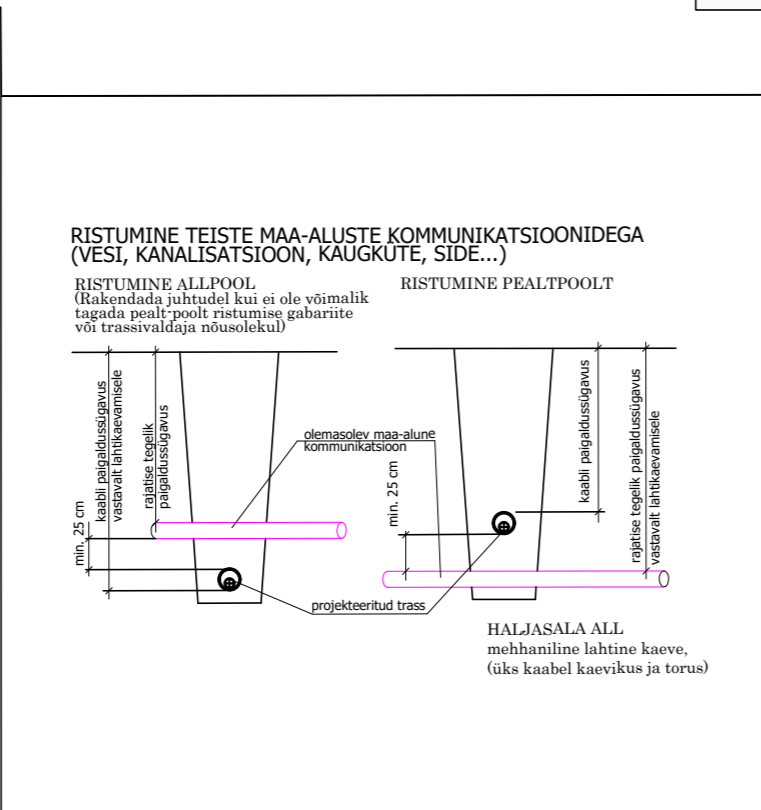 RISTUMINE TEISTE MAA-ALUSTE KOMMUNIKATSIOONIDEGA
(VESI, KANALISATSIOON, KAUGKÜTE, SIDE...)
RISTUMINE ALLPOOL
(Rakendada juhtudel kui ei ole võimalik
tagada pealt-poolt ristumise gabariite
või trassivaldaja nõusolekul)
RISTUMINE PEALTPOOLT
kaabli paigaldussügavus
vastavalt lahtikaevamisele
rajatise tegelik
paigaldussügavus
min. 25 cm
olemasolev maa-alune
kommunikatsioon
projekteeritud trass
min. 25 cm
kaabli paigaldussügavus
rajatise tegelik paigaldussügavus
vastavalt lahtikaevamisele
HALJASALA ALL
mehhaniline lahtine kaeve,
(üks kaabel kaevikus ja torus)